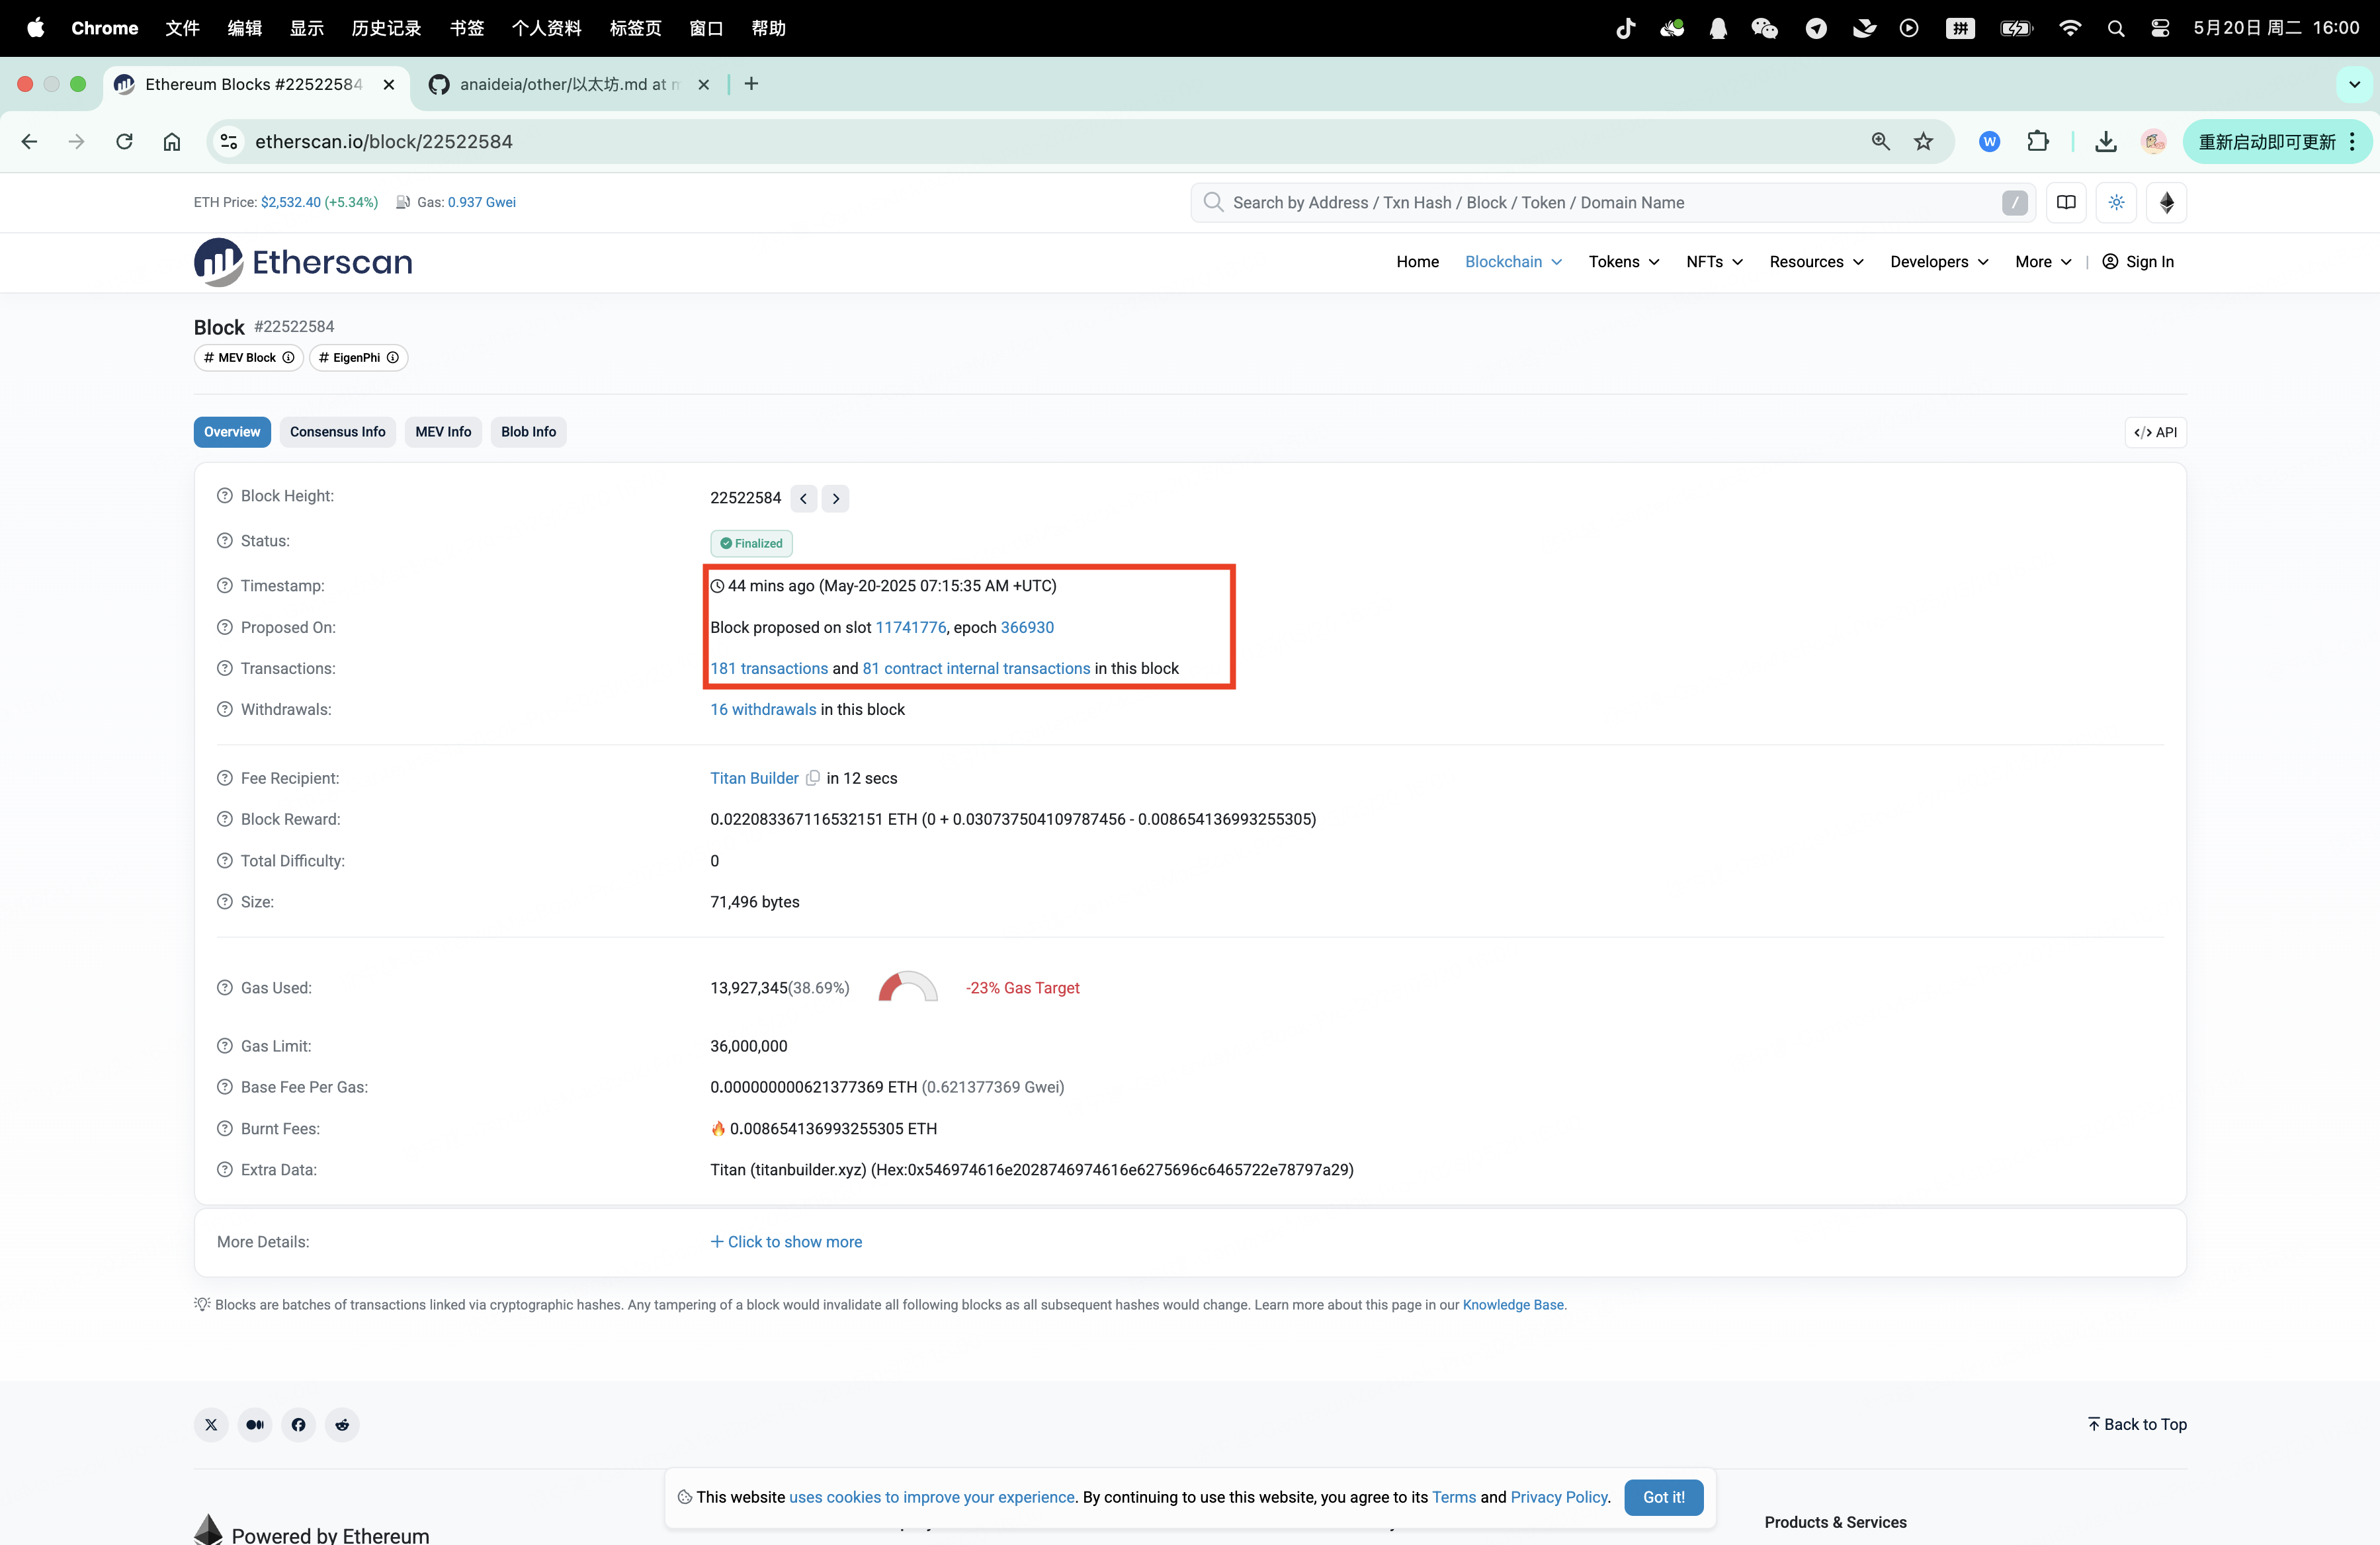 Chrome 文件 编辑 显示 历史记录 书签 个人资料 标签页 窗口 帮助 拼 5月20日 周二 16:00
Ethereum Blocks #22522584 anaideia/other/以太坊.md at m
etherscan.io/block/22522584 W 重新启动即可更新
ETH Price: $2,532.40 (+5.34%) Gas: 0.937 Gwei Search by Address / Txn Hash / Block / Token / Domain Name /
Etherscan Home Blockchain Tokens NFTs Resources Developers More | Sign In
Block #22522584
# MEV Block # EigenPhi
Overview Consensus Info MEV Info Blob Info </> API
Block Height: 22522584
Status: Finalized
Timestamp: 44 mins ago (May-20-2025 07:15:35 AM +UTC)
Proposed On: Block proposed on slot 11741776, epoch 366930
Transactions: 181 transactions and 81 contract internal transactions in this block
Withdrawals: 16 withdrawals in this block
Fee Recipient: Titan Builder in 12 secs
Block Reward: 0.022083367116532151 ETH (0 + 0.030737504109787456 - 0.008654136993255305)
Total Difficulty: 0
Size: 71,496 bytes
Gas Used: 13,927,345(38.69%) -23% Gas Target
Gas Limit: 36,000,000
Base Fee Per Gas: 0.000000000621377369 ETH (0.621377369 Gwei)
Burnt Fees: 🔥 0.008654136993255305 ETH
Extra Data: Titan (titanbuilder.xyz) (Hex:0x546974616e2028746974616e6275696c6465722e78797a29)
More Details: + Click to show more
Blocks are batches of transactions linked via cryptographic hashes. Any tampering of a block would invalidate all following blocks as all subsequent hashes would change. Learn more about this page in our Knowledge Base.
Back to Top
This website uses cookies to improve your experience. By continuing to use this website, you agree to its Terms and Privacy Policy. Got it!
Powered by Ethereum Products & Services